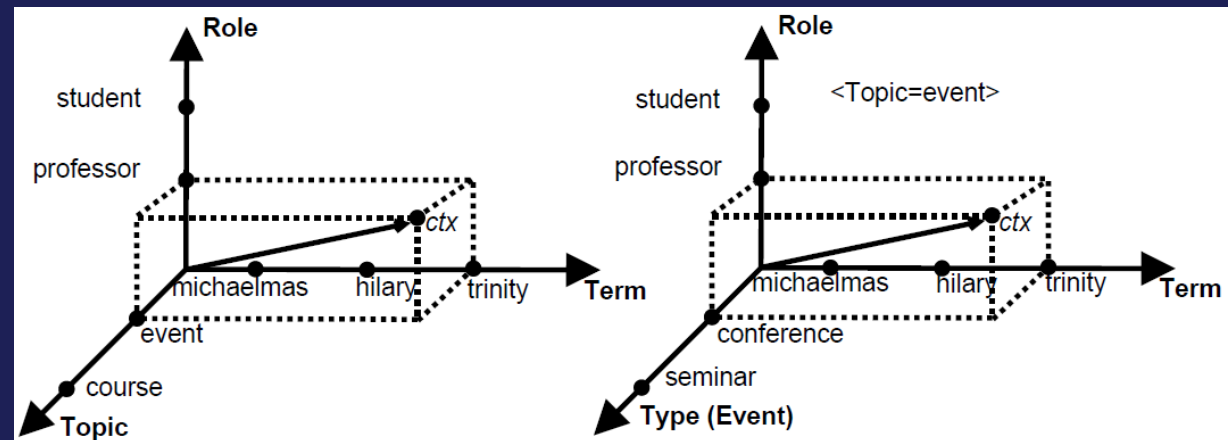 Role
student
professor
ctx
michaelmas
hilary
trinity
Term
event
course
Topic
Role
<Topic=event>
student
professor
ctx
michaelmas
hilary
trinity
Term
conference
seminar
Type (Event)